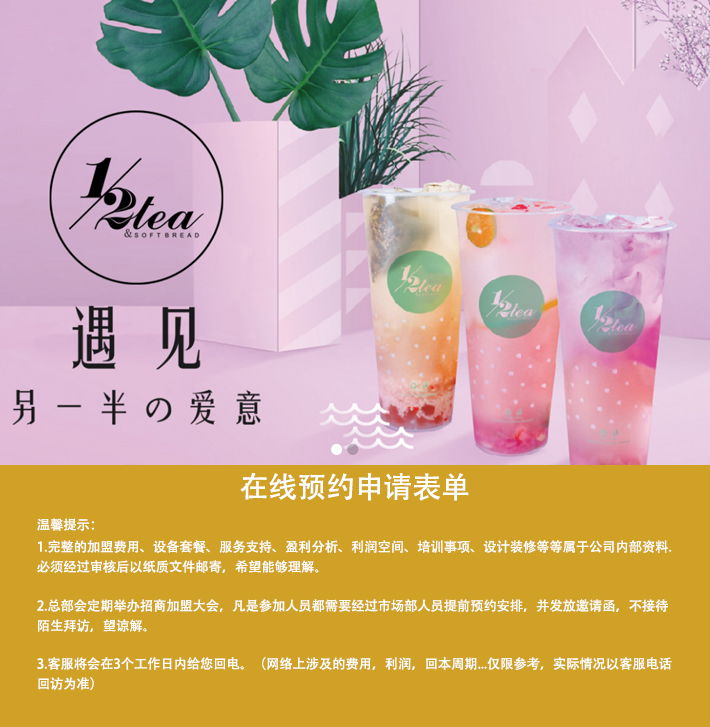 1/2tea
&SOFT BREAD
遇见
另一半の爱意
1/2tea
1/2tea
1/2tea
在线预约申请表单
温馨提示：
1.完整的加盟费用、设备套餐、服务支持、盈利分析、利润空间、培训事项、设计装修等等属于公司内部资料.
必须经过审核后以纸质文件邮寄，希望能够理解。
2.总部会定期举办招商加盟大会，凡是参加人员都需要经过市场部人员提前预约安排，并发放邀请函，不接待
陌生拜访，望谅解。
3.客服将会在3个工作日内给您回电。（网络上涉及的费用，利润，回本周期...仅限参考，实际情况以客服电话
回访为准）